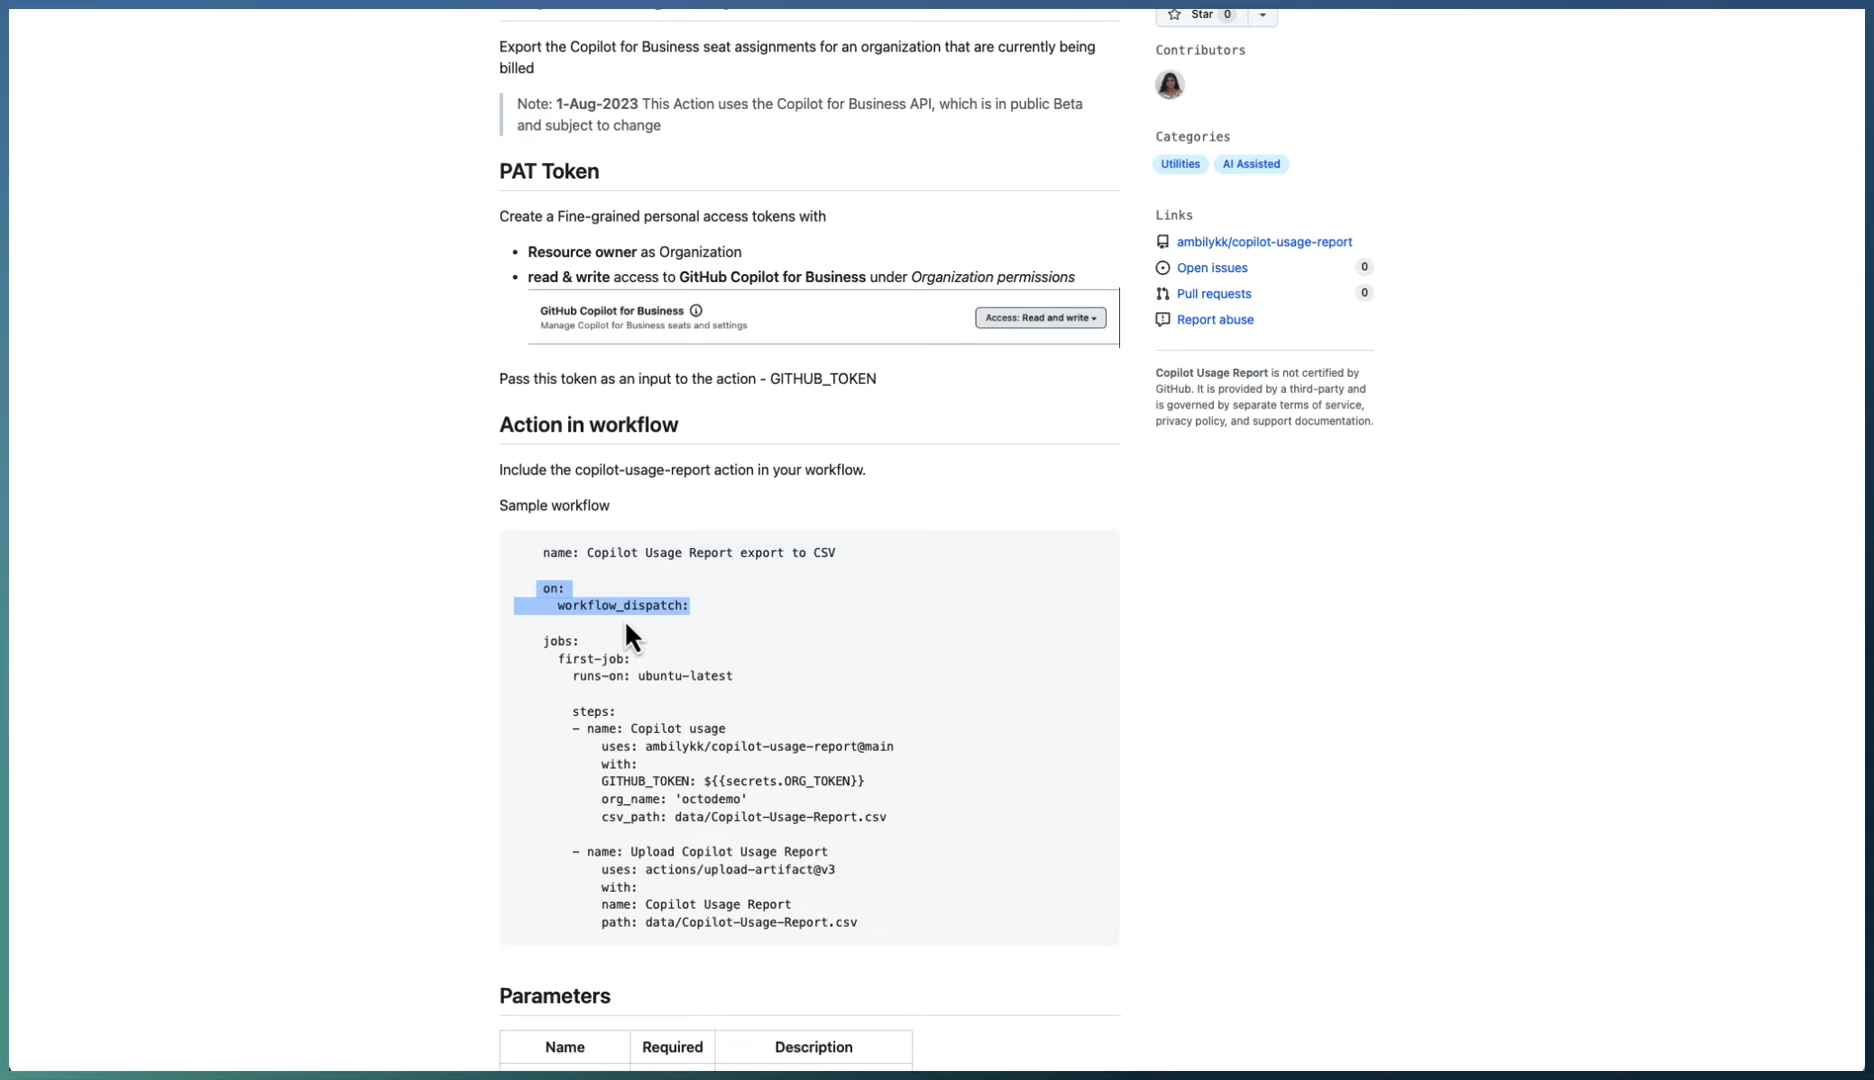 Export the Copilot for Business seat assignments for an organization that are currently being
billed
Note: 1-Aug-2023 This Action uses the Copilot for Business API, which is in public Beta
and subject to change
PAT Token
Create a Fine-grained personal access tokens with
• Resource owner as Organization
• read & write access to GitHub Copilot for Business under Organization permissions
GitHub Copilot for Business
Access: Read and write
Manage Copilot for Business seats and settings
Pass this token as an input to the action - GITHUB_TOKEN
Action in workflow
Include the copilot-usage-report action in your workflow.
Sample workflow
name: Copilot Usage Report export to CSV
on:
workflow_dispatch:
jobs:
first-job:
runs-on: ubuntu-latest
steps:
- name: Copilot usage
uses: ambilykk/copilot-usage-report@main
with:
GITHUB_TOKEN: ${{secrets.ORG_TOKEN}}
org_name: 'octodemo'
csv_path: data/Copilot-Usage-Report.csv
- name: Upload Copilot Usage Report
uses: actions/upload-artifact@v3
with:
name: Copilot Usage Report
path: data/Copilot-Usage-Report.csv
Parameters
Name Required Description
Star 0
Contributors
Categories
Utilities AI Assisted
Links
ambilykk/copilot-usage-report
Open issues 0
Pull requests 0
Report abuse
Copilot Usage Report is not certified by
GitHub. It is provided by a third-party and
is governed by separate terms of service,
privacy policy, and support documentation.